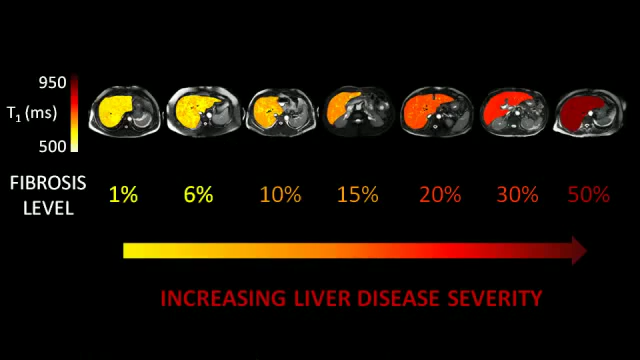 950
T1 (ms)
500
FIBROSIS
LEVEL
1% 6% 10% 15% 20% 30% 50%
INCREASING LIVER DISEASE SEVERITY